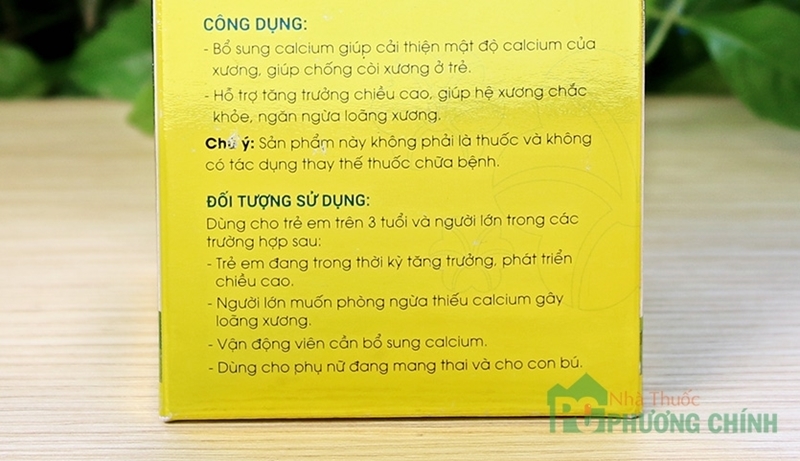 CÔNG DỤNG:
- Bổ sung calcium giúp cải thiện mật độ calcium của
xương, giúp chống còi xương ở trẻ.
- Hỗ trợ tăng trưởng chiều cao, giúp hệ xương chắc
khỏe, ngăn ngừa loãng xương.
Chú ý: Sản phẩm này không phải là thuốc và không
có tác dụng thay thế thuốc chữa bệnh.
ĐỐI TƯỢNG SỬ DỤNG:
Dùng cho trẻ em trên 3 tuổi và người lớn trong các
trường hợp sau:
- Trẻ em đang trong thời kỳ tăng trưởng, phát triển
chiều cao.
- Người lớn muốn phòng ngừa thiếu calcium gây
loãng xương.
- Vận động viên cần bổ sung calcium.
- Dùng cho phụ nữ đang mang thai và cho con bú.
Nhà Thuốc
PHƯƠNG CHÍNH